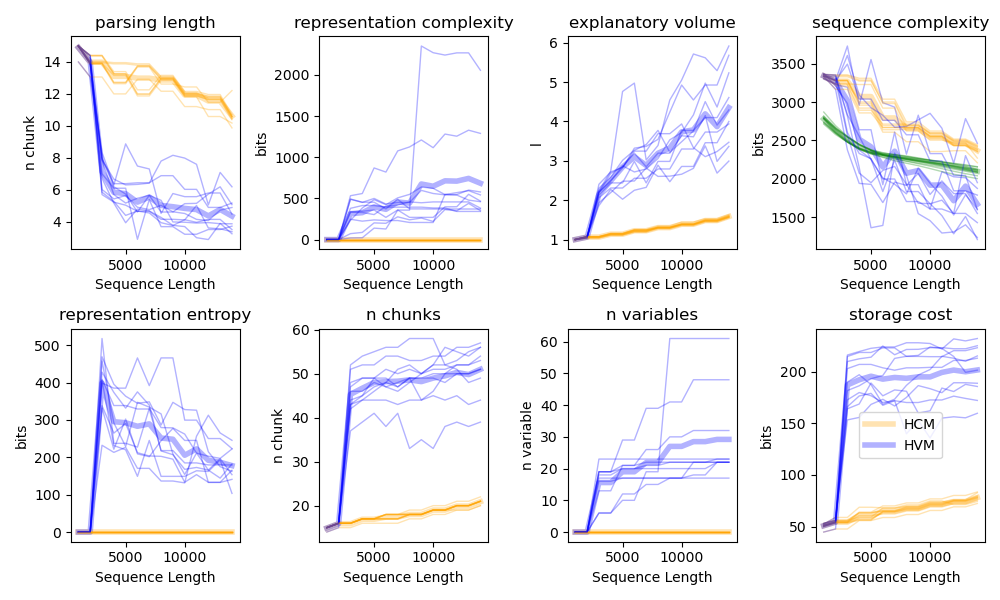 parsing length
14
12
10
8
6
4
n chunk
5000 10000
Sequence Length
representation complexity
2000
1500
1000
500
0
bits
5000 10000
Sequence Length
explanatory volume
6
5
4
3
2
1
l
5000 10000
Sequence Length
sequence complexity
3500
3000
2500
2000
1500
bits
5000 10000
Sequence Length
representation entropy
500
400
300
200
100
0
bits
5000 10000
Sequence Length
n chunks
60
50
40
30
20
n chunk
5000 10000
Sequence Length
n variables
60
50
40
30
20
10
0
n variable
5000 10000
Sequence Length
storage cost
200
150
100
50
bits
HCM
HVM
5000 10000
Sequence Length